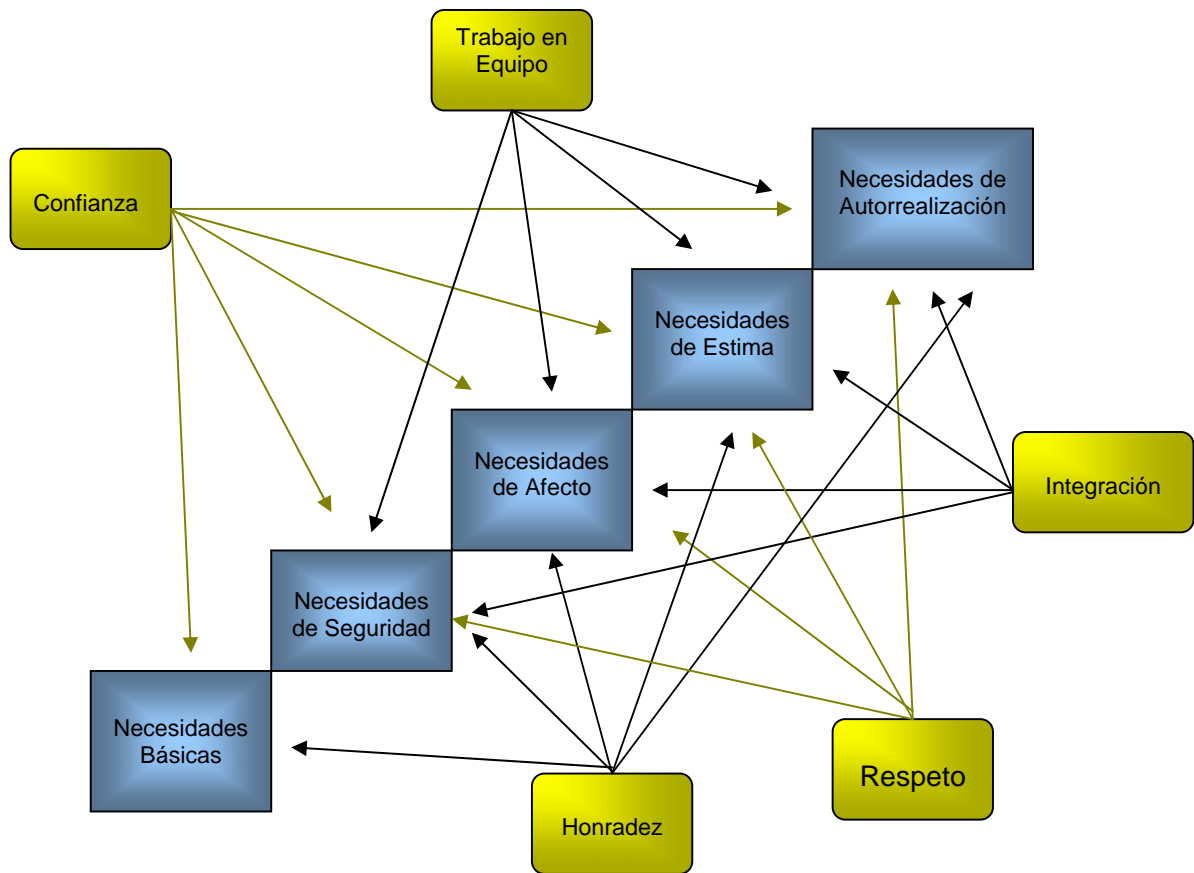 Trabajo en
Equipo
Confianza
Necesidades de
Autorrealización
Necesidades
de Estima
Necesidades
de Afecto
Integración
Necesidades
de Seguridad
Necesidades
Básicas
Respeto
Honradez